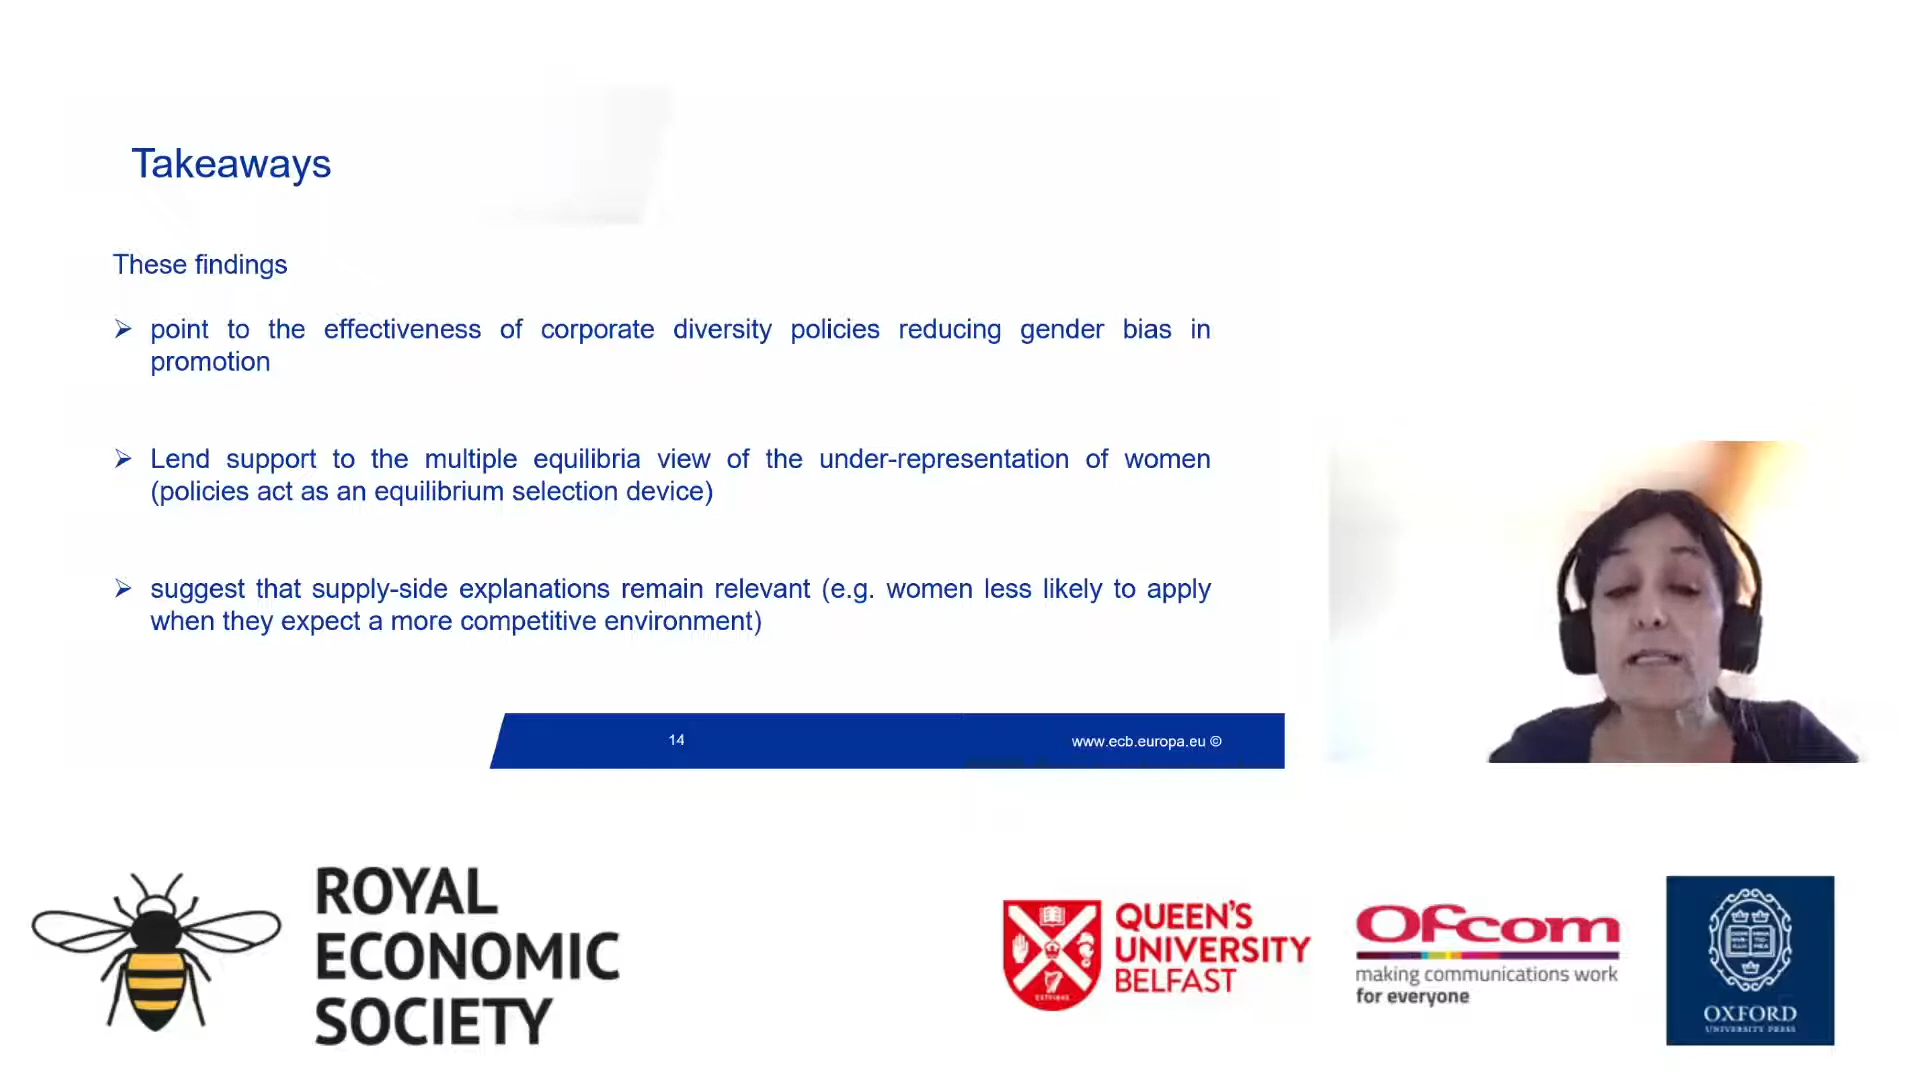 Takeaways
These findings
➢ point to the effectiveness of corporate diversity policies reducing gender bias in
promotion
➢ Lend support to the multiple equilibria view of the under-representation of women
(policies act as an equilibrium selection device)
➢ suggest that supply-side explanations remain relevant (e.g. women less likely to apply
when they expect a more competitive environment)
14
www.ecb.europa.eu ©
ROYAL
ECONOMIC
SOCIETY
QUEEN'S
UNIVERSITY
BELFAST
Ofcom
making communications work
for everyone
OXFORD
UNIVERSITY PRESS